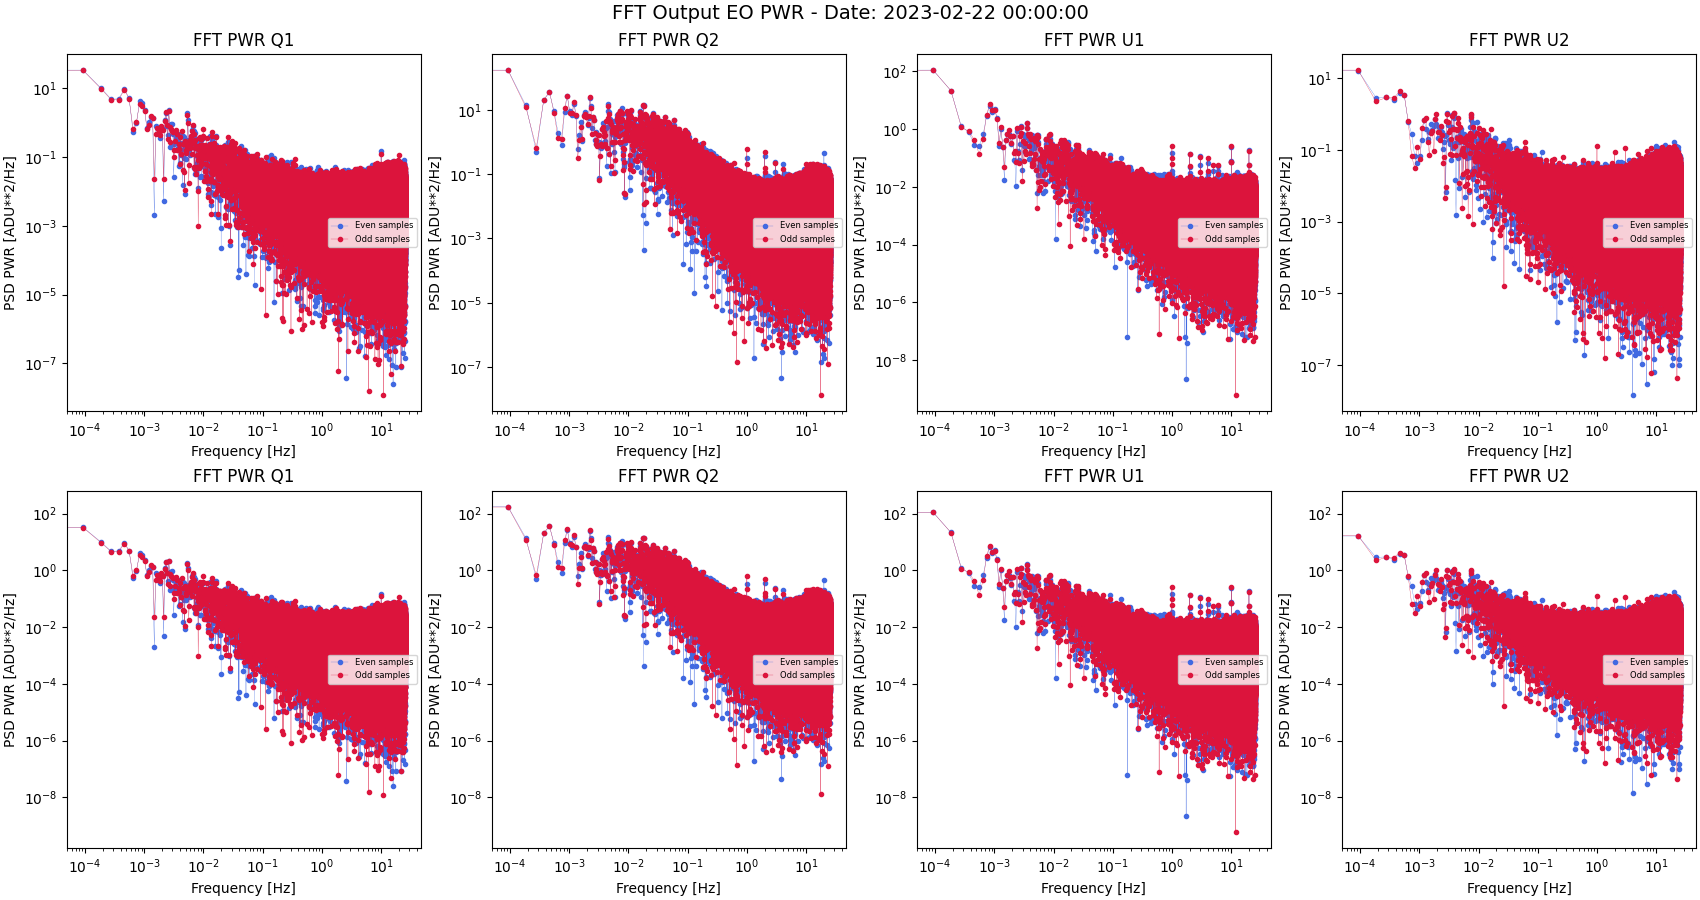 FFT Output EO PWR - Date: 2023-02-22 00:00:00
FFT PWR Q1
PSD PWR [ADU**2/Hz]
10^1
10^-1
10^-3
10^-5
10^-7
Even samples
Odd samples
10^-4 10^-3 10^-2 10^-1 10^0 10^1
Frequency [Hz]
FFT PWR Q2
PSD PWR [ADU**2/Hz]
10^1
10^-1
10^-3
10^-5
10^-7
Even samples
Odd samples
10^-4 10^-3 10^-2 10^-1 10^0 10^1
Frequency [Hz]
FFT PWR U1
PSD PWR [ADU**2/Hz]
10^2
10^0
10^-2
10^-4
10^-6
10^-8
Even samples
Odd samples
10^-4 10^-3 10^-2 10^-1 10^0 10^1
Frequency [Hz]
FFT PWR U2
PSD PWR [ADU**2/Hz]
10^1
10^-1
10^-3
10^-5
10^-7
Even samples
Odd samples
10^-4 10^-3 10^-2 10^-1 10^0 10^1
Frequency [Hz]
FFT PWR Q1
PSD PWR [ADU**2/Hz]
10^2
10^0
10^-2
10^-4
10^-6
10^-8
Even samples
Odd samples
10^-4 10^-3 10^-2 10^-1 10^0 10^1
Frequency [Hz]
FFT PWR Q2
PSD PWR [ADU**2/Hz]
10^2
10^0
10^-2
10^-4
10^-6
10^-8
Even samples
Odd samples
10^-4 10^-3 10^-2 10^-1 10^0 10^1
Frequency [Hz]
FFT PWR U1
PSD PWR [ADU**2/Hz]
10^2
10^0
10^-2
10^-4
10^-6
10^-8
Even samples
Odd samples
10^-4 10^-3 10^-2 10^-1 10^0 10^1
Frequency [Hz]
FFT PWR U2
PSD PWR [ADU**2/Hz]
10^2
10^0
10^-2
10^-4
10^-6
10^-8
Even samples
Odd samples
10^-4 10^-3 10^-2 10^-1 10^0 10^1
Frequency [Hz]